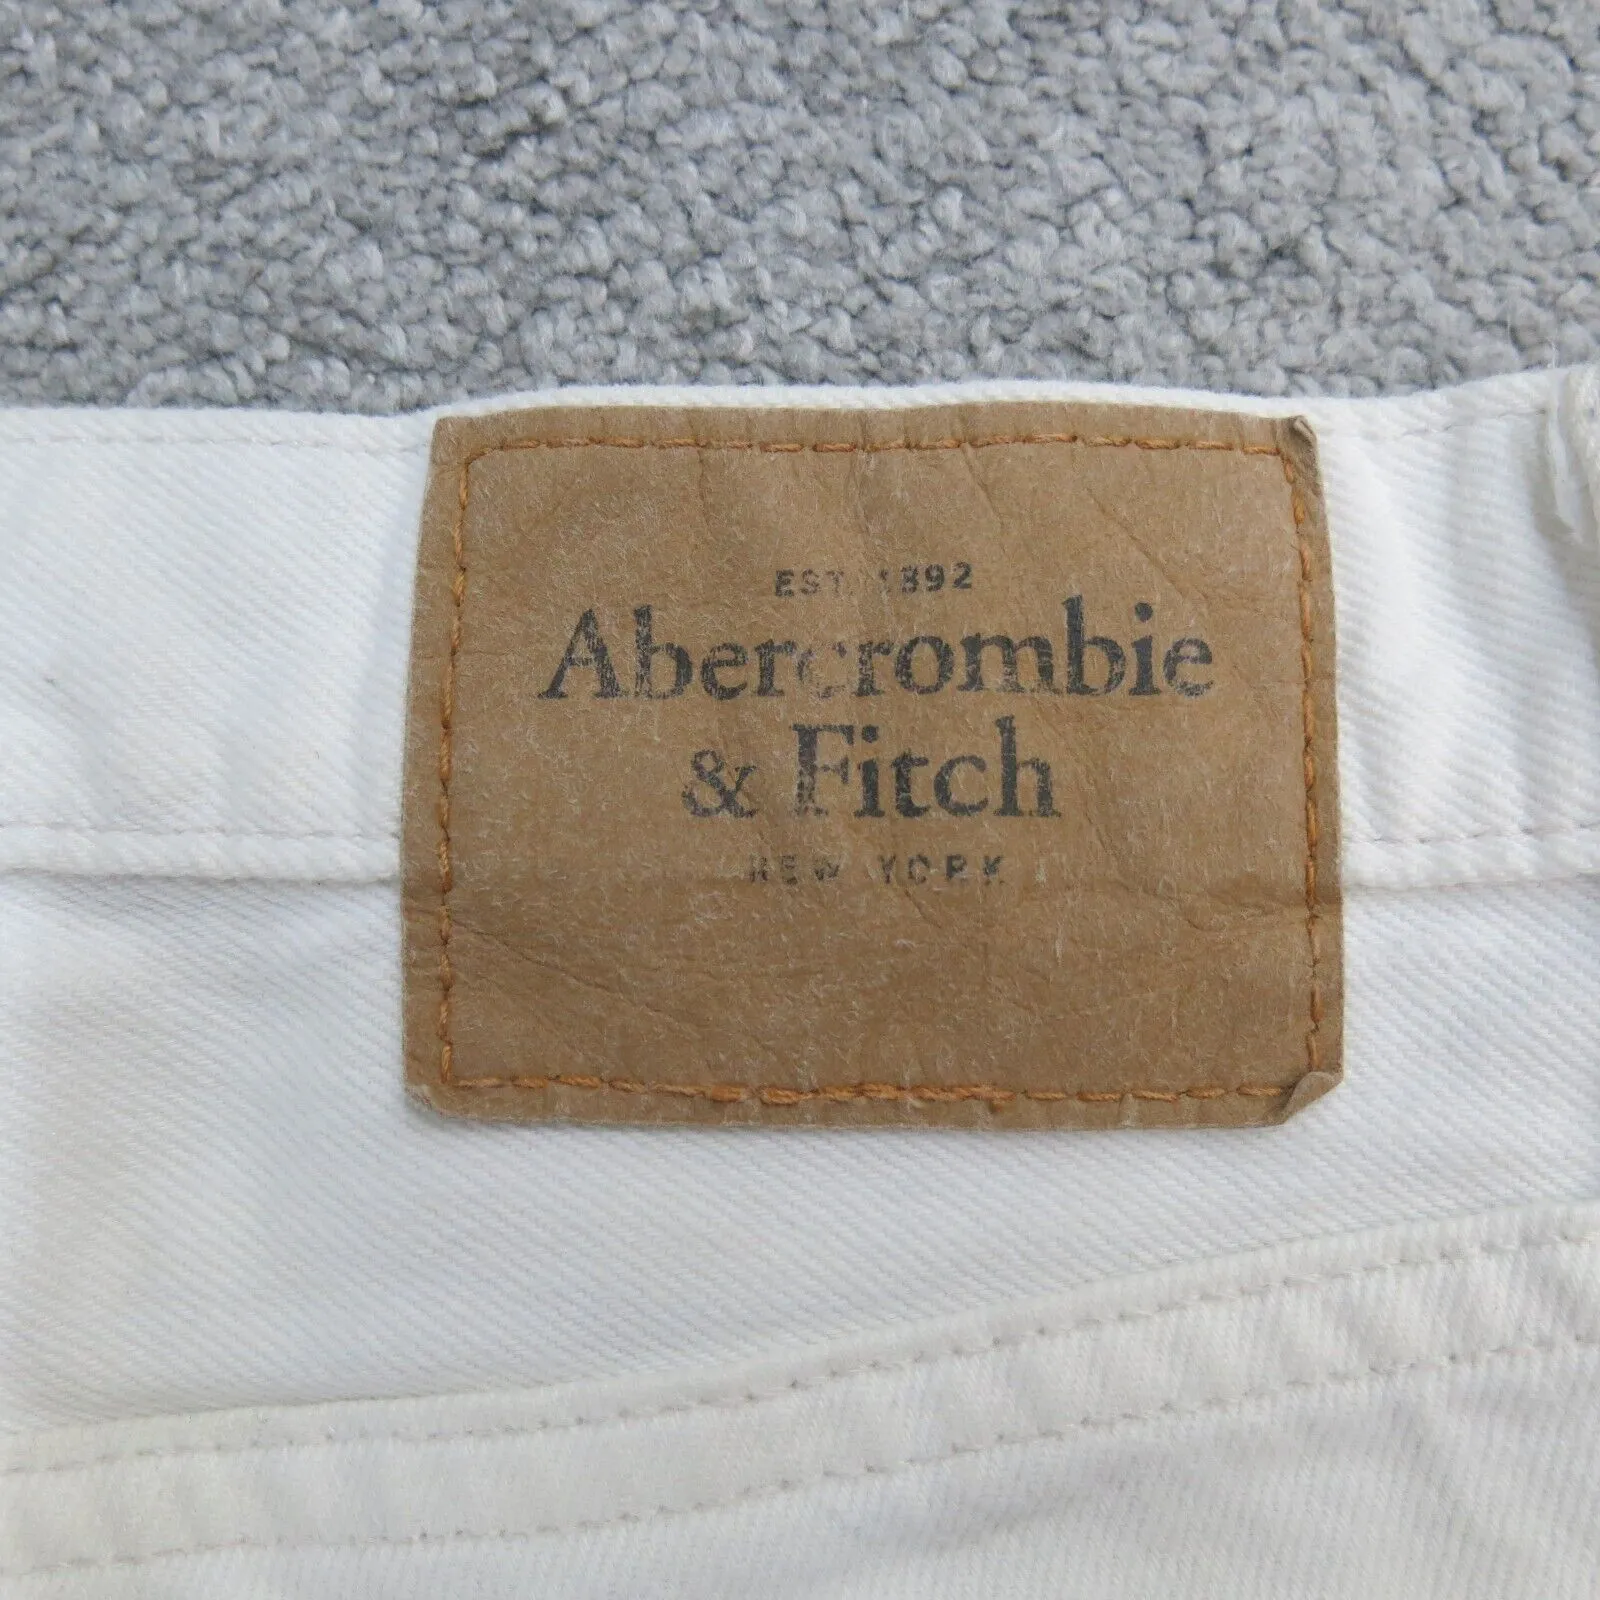 EST. 1892
Abercrombie
& Fitch
NEW YORK